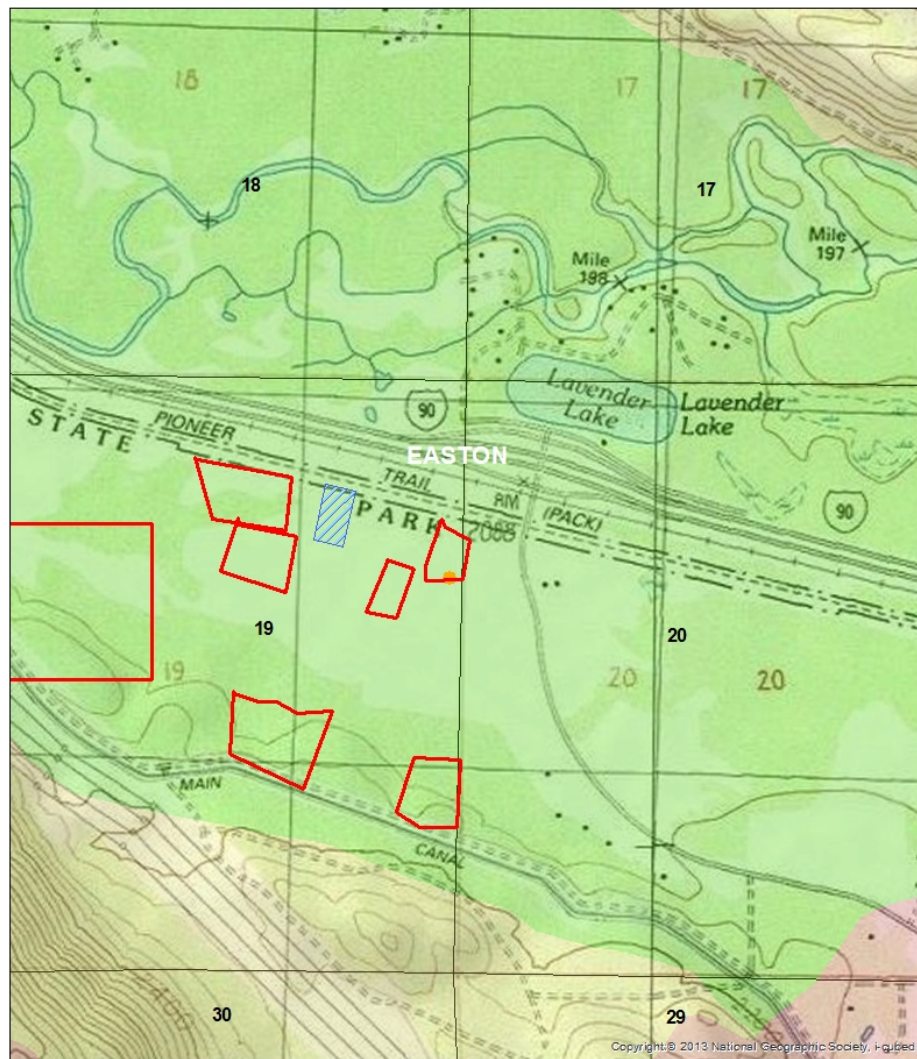 18
17
17
18
17
Mile
197
Mile
198
Lavender
Lake
Lavender
Lake
90
STATE
PIONEER
EASTON
TRAIL
RM
(PACK)
PARK
2088
90
19
20
19
20
20
MAIN
CANAL
2400
30
29
Copyright:© 2013 National Geographic Society, i-cubed